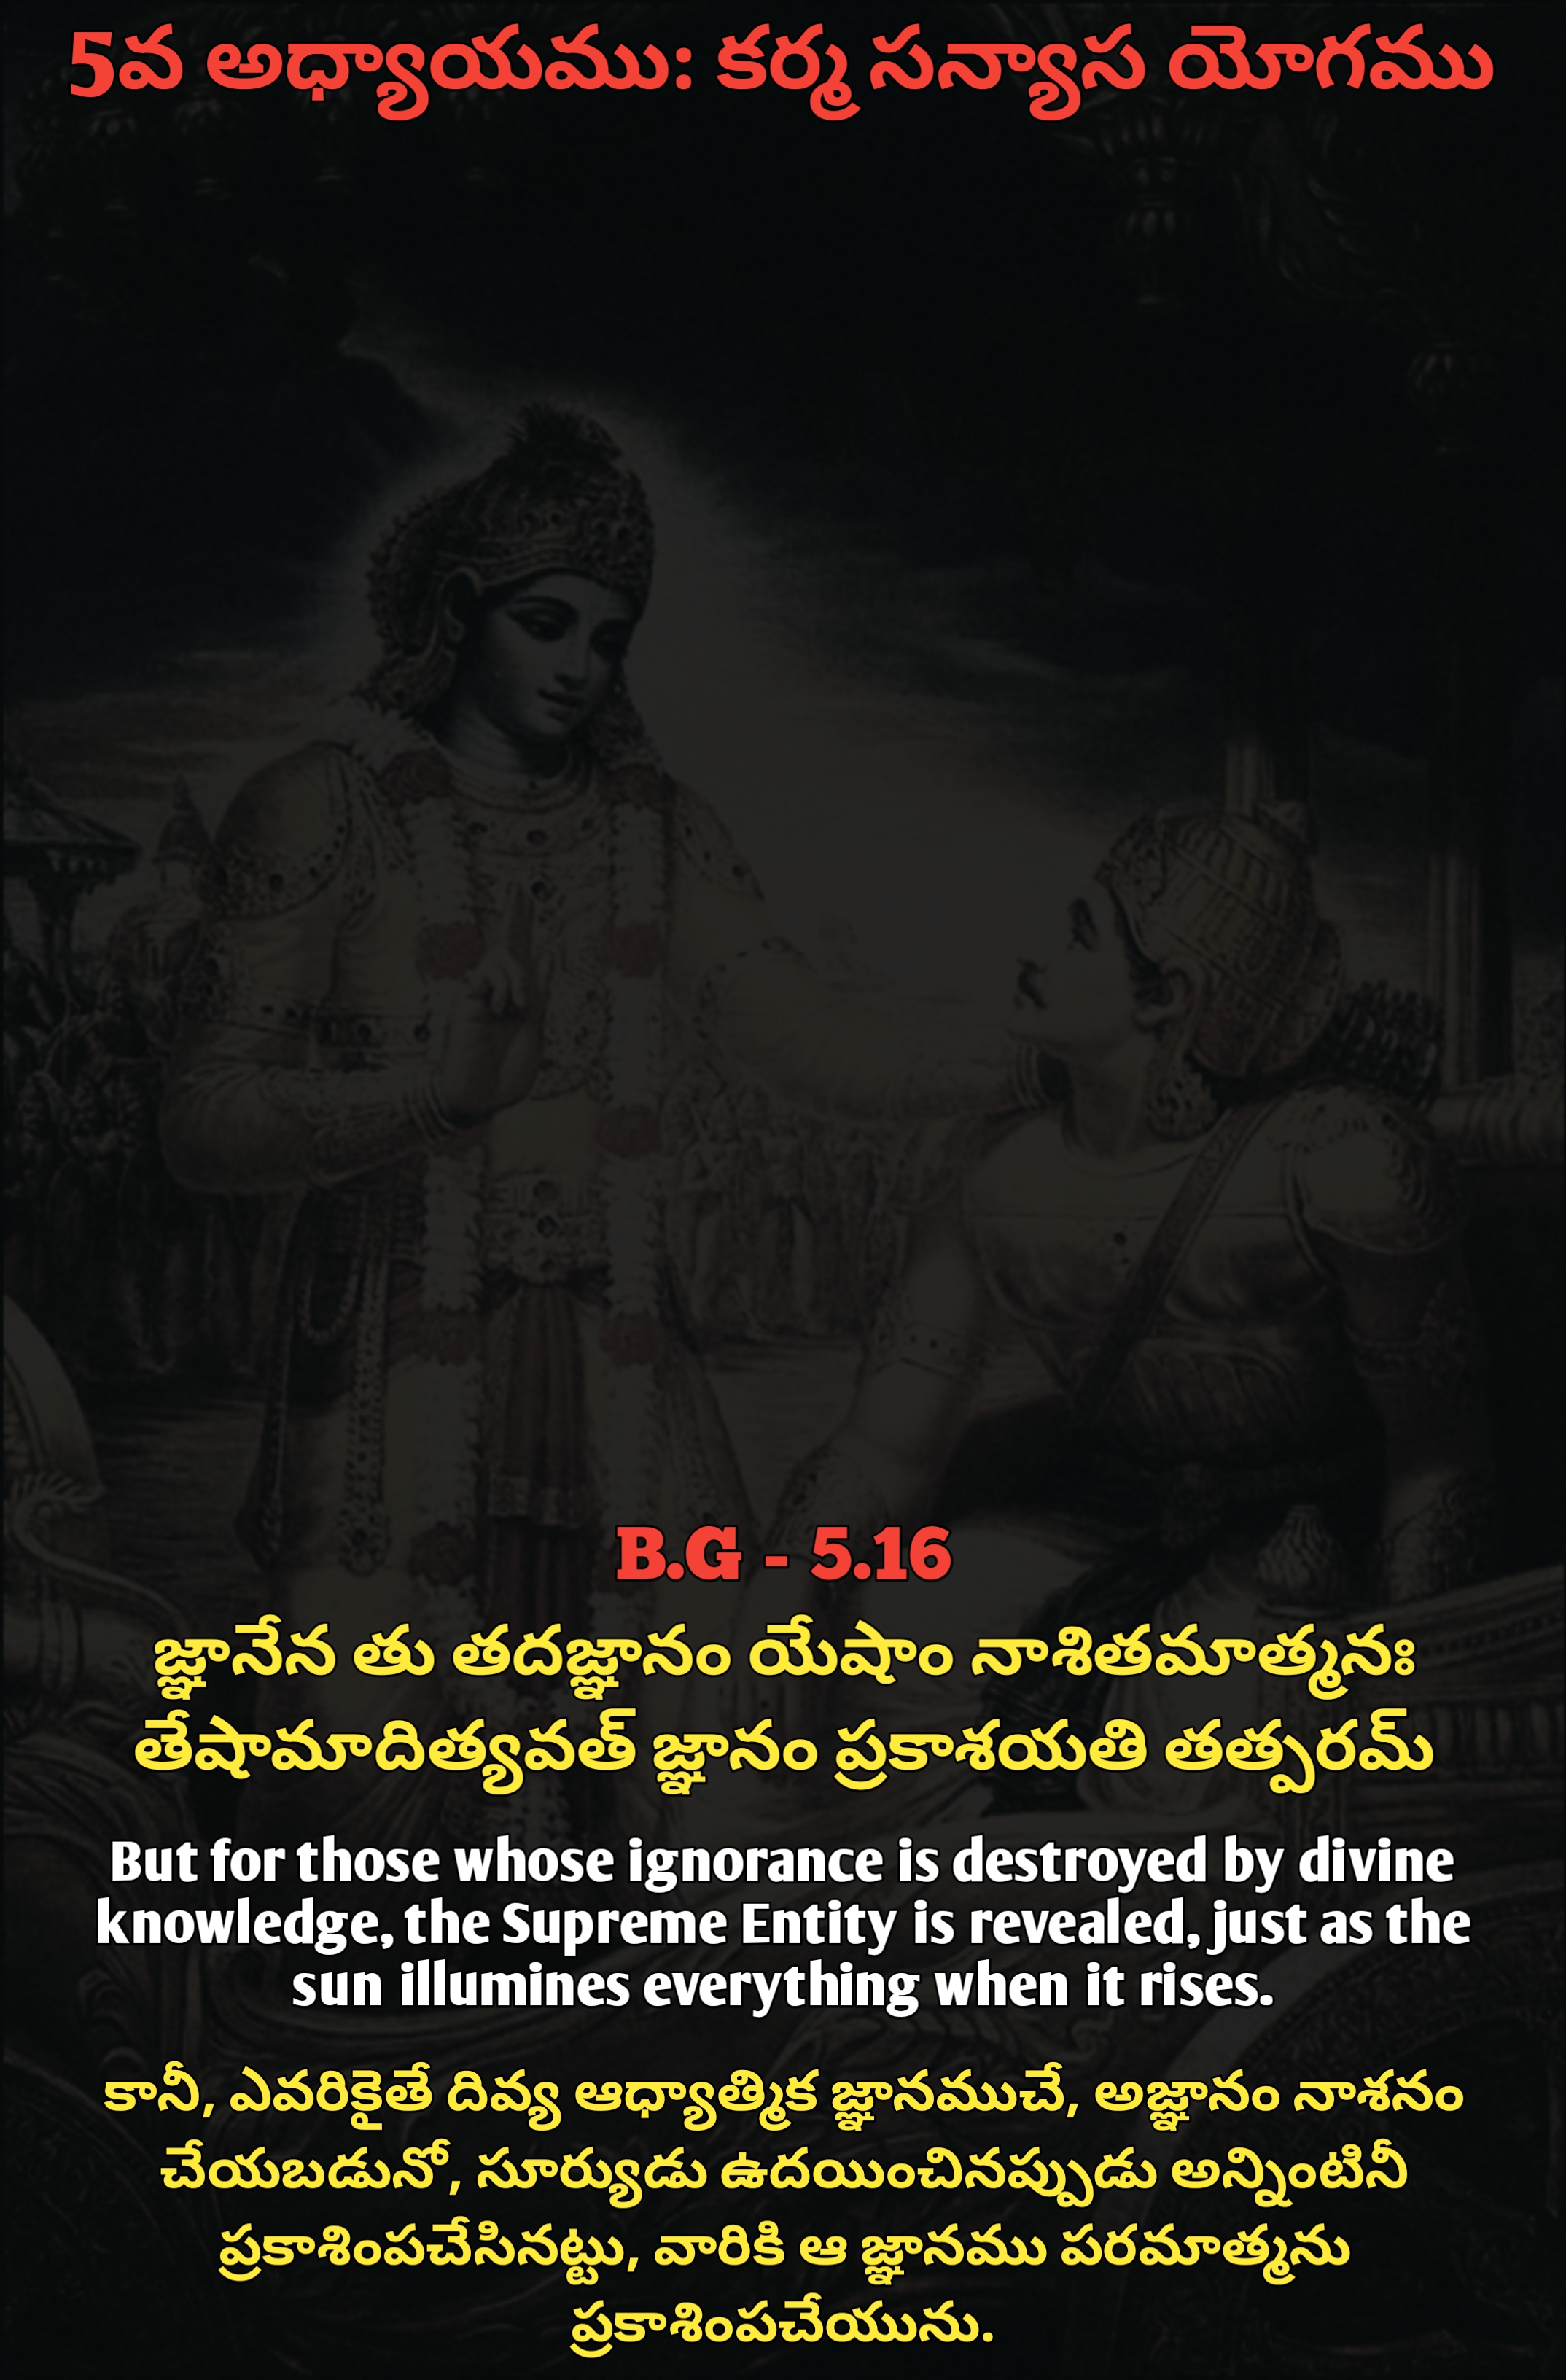 5వ అధ్యాయము: కర్మ సన్యాస యోగము
B.G - 5.16
జ్ఞానేన తు తదజ్ఞానం యేషాం నాశితమాత్మనః
తేషామాదిత్యవత్ జ్ఞానం ప్రకాశయతి తత్పరమ్
But for those whose ignorance is destroyed by divine
knowledge, the Supreme Entity is revealed, just as the
sun illumines everything when it rises.
కానీ, ఎవరికైతే దివ్య ఆధ్యాత్మిక జ్ఞానముచే, అజ్ఞానం నాశనం
చేయబడునో, సూర్యుడు ఉదయించినప్పుడు అన్నింటినీ
ప్రకాశింపచేసినట్టు, వారికి ఆ జ్ఞానము పరమాత్మను
ప్రకాశింపచేయును.